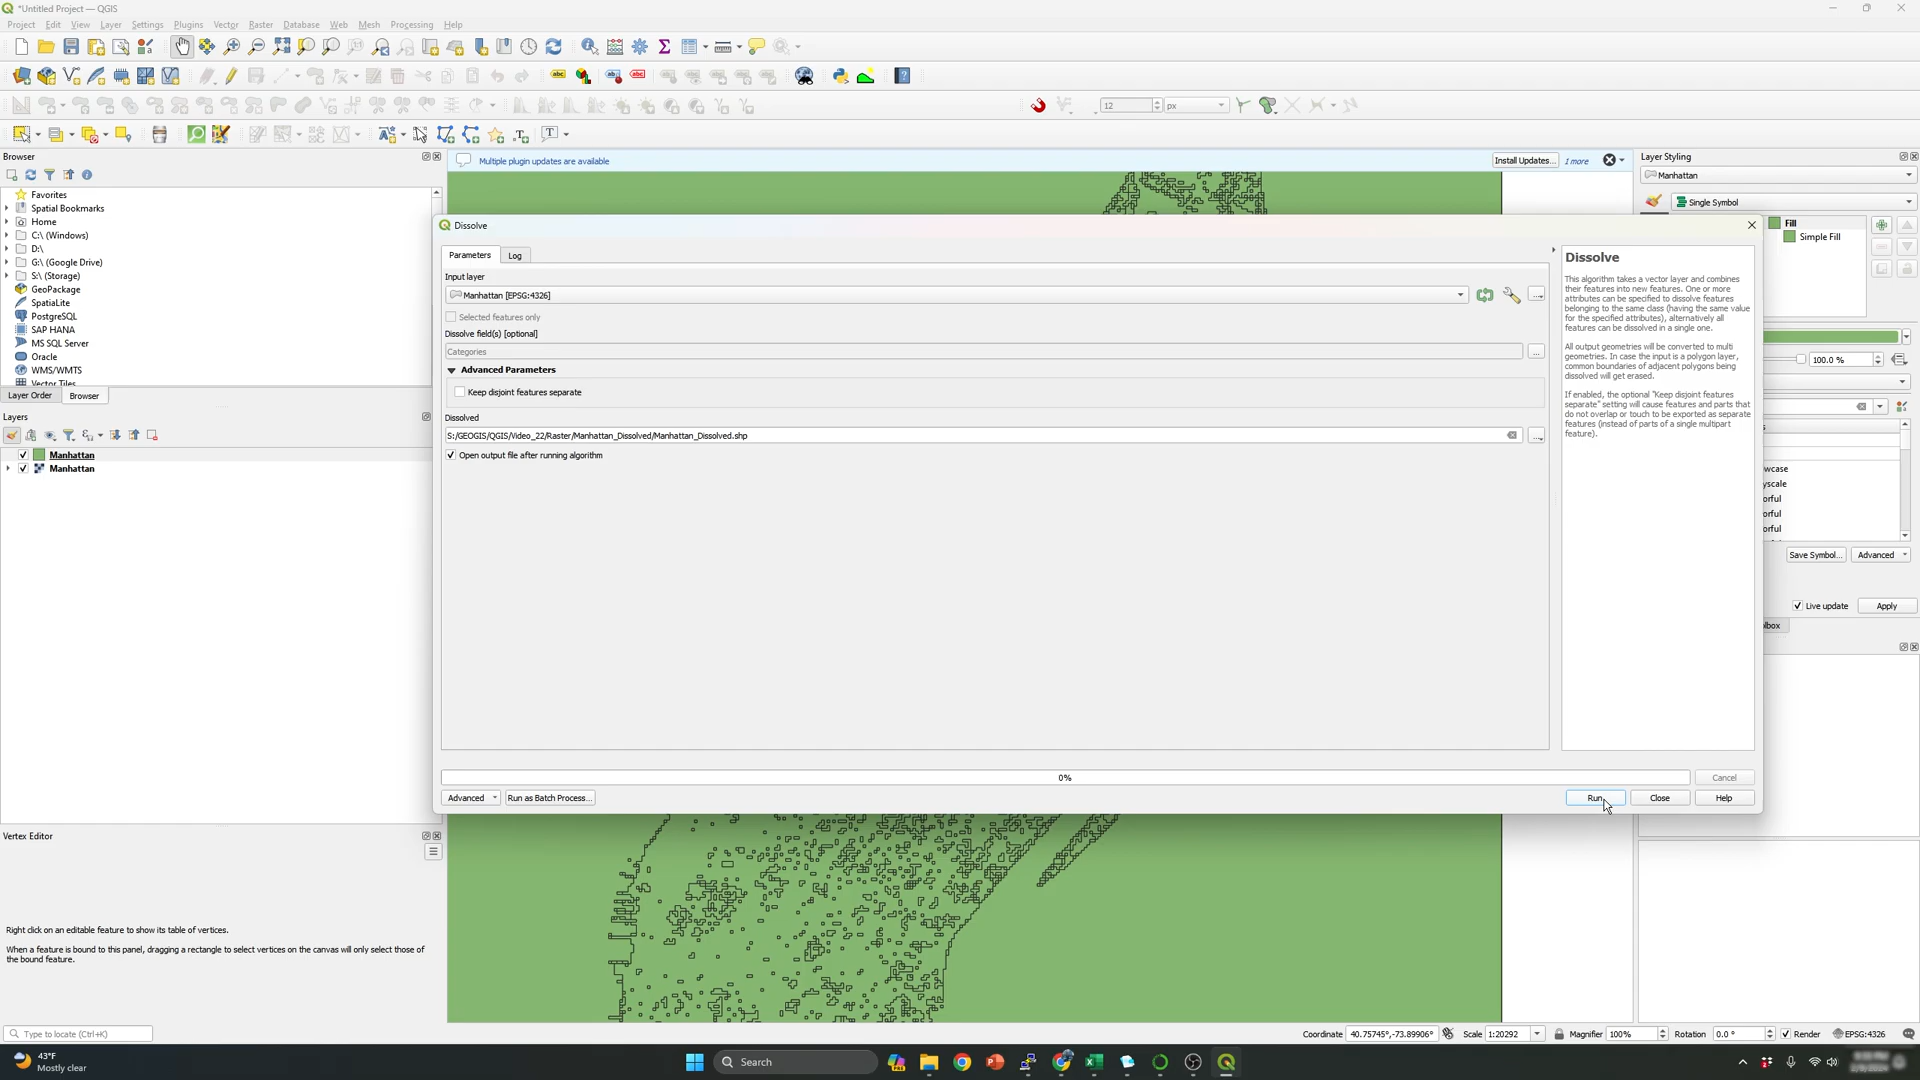 *Untitled Project — QGIS
Project Edit View Layer Settings Plugins Vector Raster Database Web Mesh Processing Help
12 px
Browser
Multiple plugin updates are available
Install Updates... 1 more
Layer Styling
Manhattan
Single Symbol
Fill
Simple Fill
Favorites
Spatial Bookmarks
Home
C:\ (Windows)
D:\
G:\ (Google Drive)
S:\ (Storage)
GeoPackage
SpatiaLite
PostgreSQL
SAP HANA
MS SQL Server
Oracle
WMS/WMTS
Vector Tiles
Layer Order Browser
Layers
Manhattan
Manhattan
Dissolve
Parameters Log
Input layer
Manhattan [EPSG:4326]
Selected features only
Dissolve field(s) [optional]
Categories
Advanced Parameters
Keep disjoint features separate
Dissolved
S:/GEOGIS/QGIS/Video_22/Raster/Manhattan_Dissolved/Manhattan_Dissolved.shp
Open output file after running algorithm
Dissolve
This algorithm takes a vector layer and combines
their features into new features. One or more
attributes can be specified to dissolve features
belonging to the same class (having the same value
for the specified attributes), alternatively all
features can be dissolved in a single one.
All output geometries will be converted to multi
geometries. In case the input is a polygon layer,
common boundaries of adjacent polygons being
dissolved will get erased.
If enabled, the optional "Keep disjoint features
separate" setting will cause features and parts that
do not overlap or touch to be exported as separate
features (instead of parts of a single multipart
feature).
0%
Cancel
Advanced Run as Batch Process...
Run Close Help
100.0 %
wcase
yscale
orful
orful
orful
Save Symbol... Advanced
Live update Apply
lbox
Vertex Editor
Right click on an editable feature to show its table of vertices.
When a feature is bound to this panel, dragging a rectangle to select vertices on the canvas will only select those of
the bound feature.
Type to locate (Ctrl+K)
Coordinate 40.75745°,-73.89906° Scale 1:20292 Magnifier 100% Rotation 0.0 ° Render EPSG:4326
43°F
Mostly clear
Search